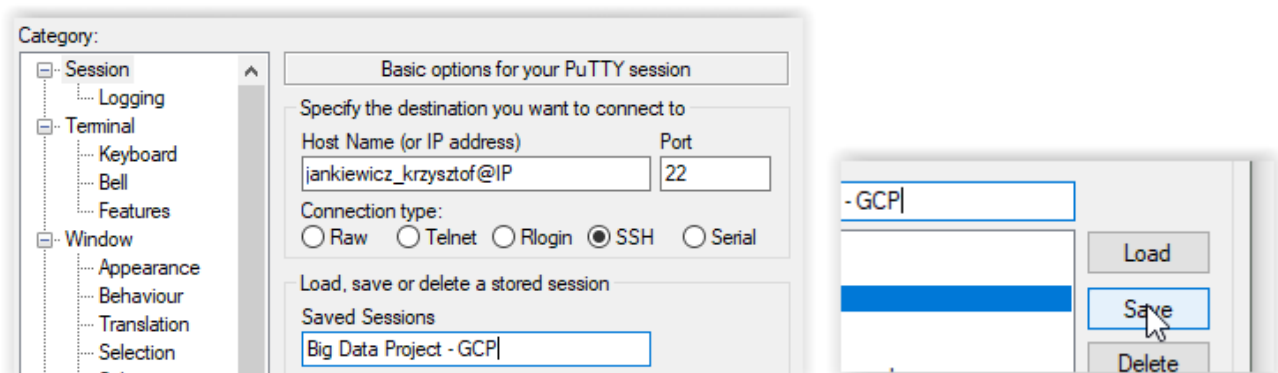 Category:
Session
Logging
Terminal
Keyboard
Bell
Features
Window
Appearance
Behaviour
Translation
Selection
Basic options for your PuTTY session
Specify the destination you want to connect to
Host Name (or IP address) Port
jankiewicz_krzysztof@IP 22
Connection type:
Raw Telnet Rlogin SSH Serial
Load, save or delete a stored session
Saved Sessions
Big Data Project - GCP
- GCP
Load
Save
Delete